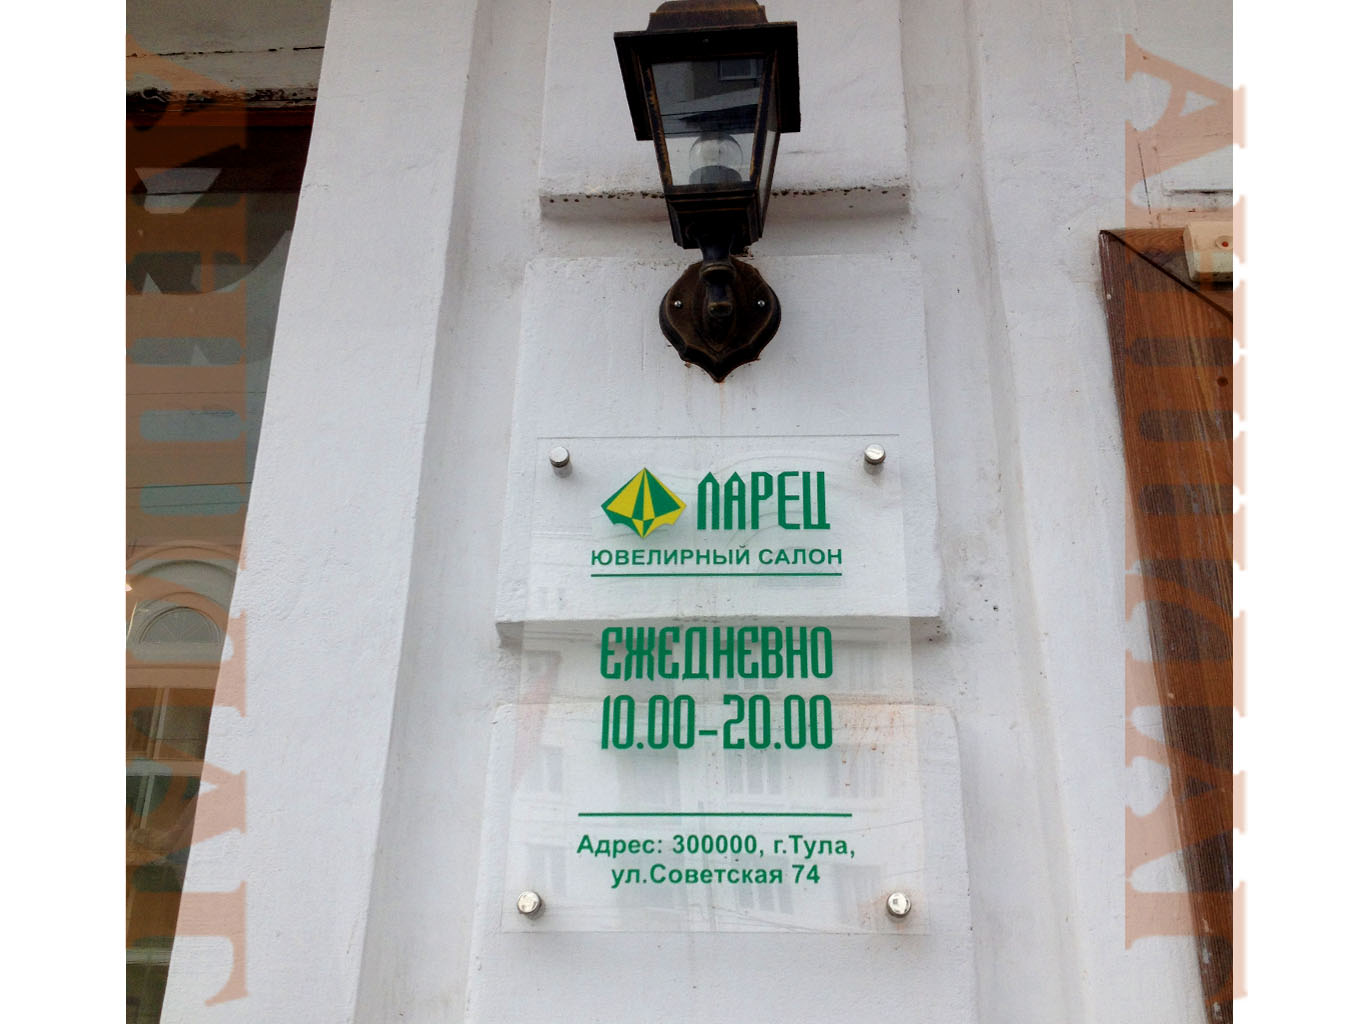 ЛАРЕЦ
ЮВЕЛИРНЫЙ САЛОН
ЕЖЕДНЕВНО
10.00-20.00
Адрес: 300000, г.Тула,
ул.Советская 74